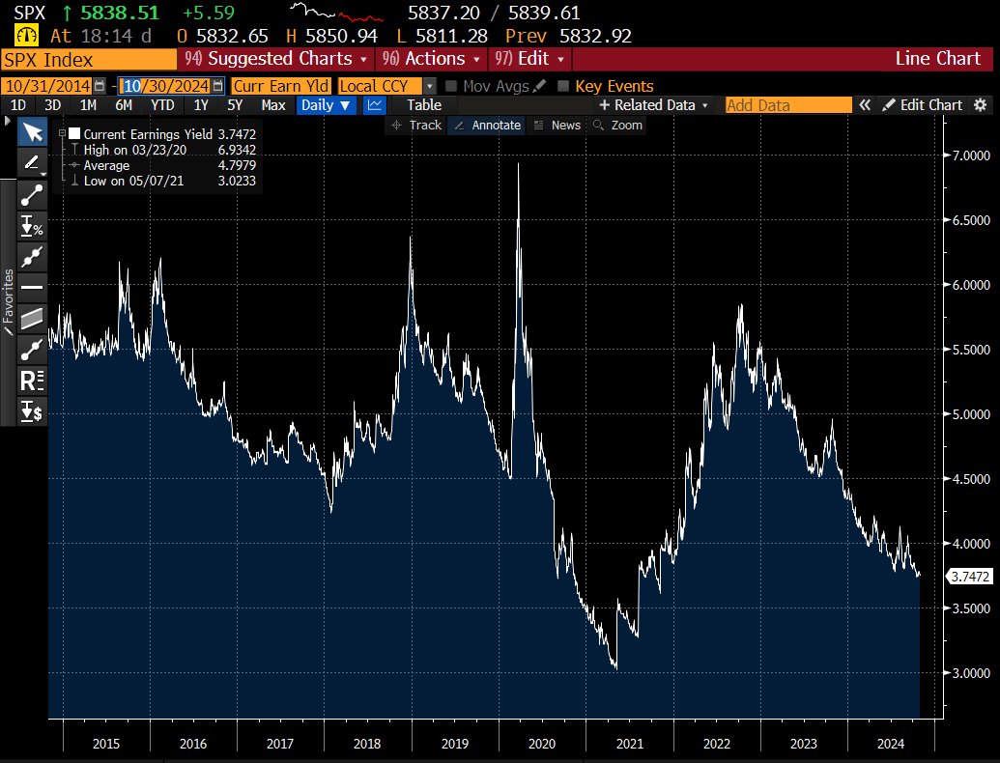 SPX ↑ 5838.51 +5.59 5837.20 / 5839.61
At 18:14 d O 5832.65 H 5850.94 L 5811.28 Prev 5832.92
SPX Index 94) Suggested Charts 96) Actions 97) Edit Line Chart
10/31/2014 - 10/30/2024 Curr Earn Yld Local CCY Mov Avgs Key Events
1D 3D 1M 6M YTD 1Y 5Y Max Daily ▼ Table + Related Data Add Data « Edit Chart
Track Annotate News Zoom
Current Earnings Yield 3.7472
High on 03/23/20 6.9342
Average 4.7979
Low on 05/07/21 3.0233
Favorites
%
R
$
7.0000
6.5000
6.0000
5.5000
5.0000
4.5000
4.0000
3.7472
3.5000
3.0000
2015 2016 2017 2018 2019 2020 2021 2022 2023 2024